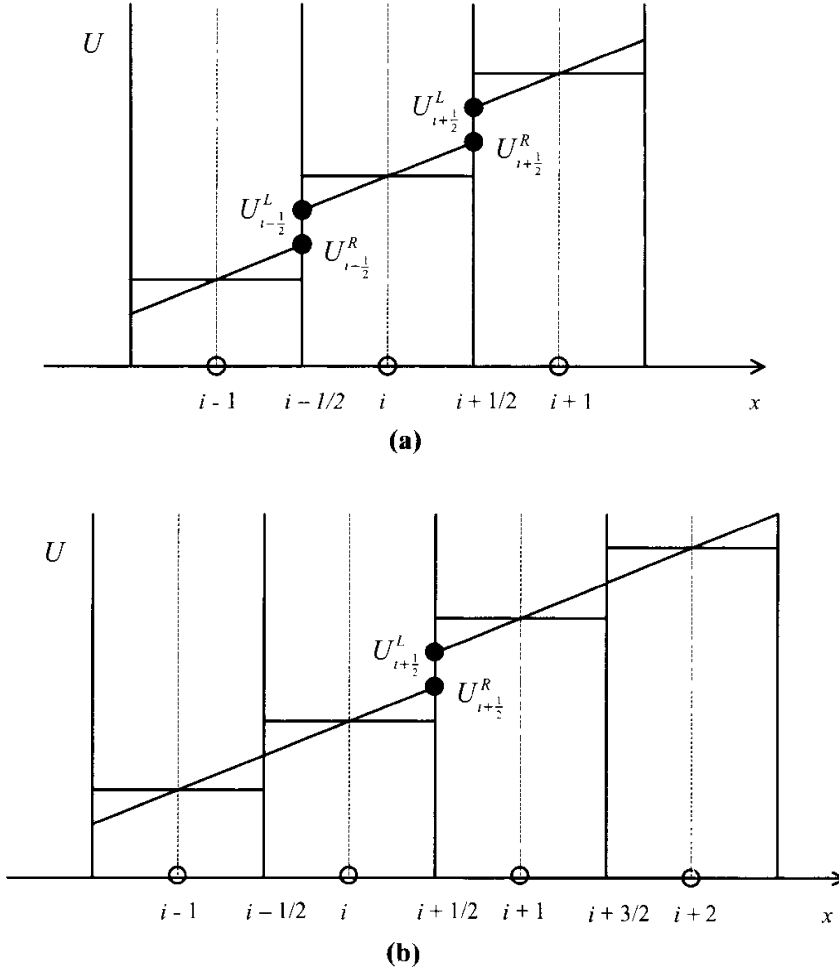 U
U^L_{i+1/2}
U^R_{i+1/2}
U^L_{i-1/2}
U^R_{i-1/2}
i - 1 i – 1/2 i i + 1/2 i + 1 x
(a)
U
U^L_{i+1/2}
U^R_{i+1/2}
i - 1 i – 1/2 i i + 1/2 i + 1 i + 3/2 i + 2 x
(b)